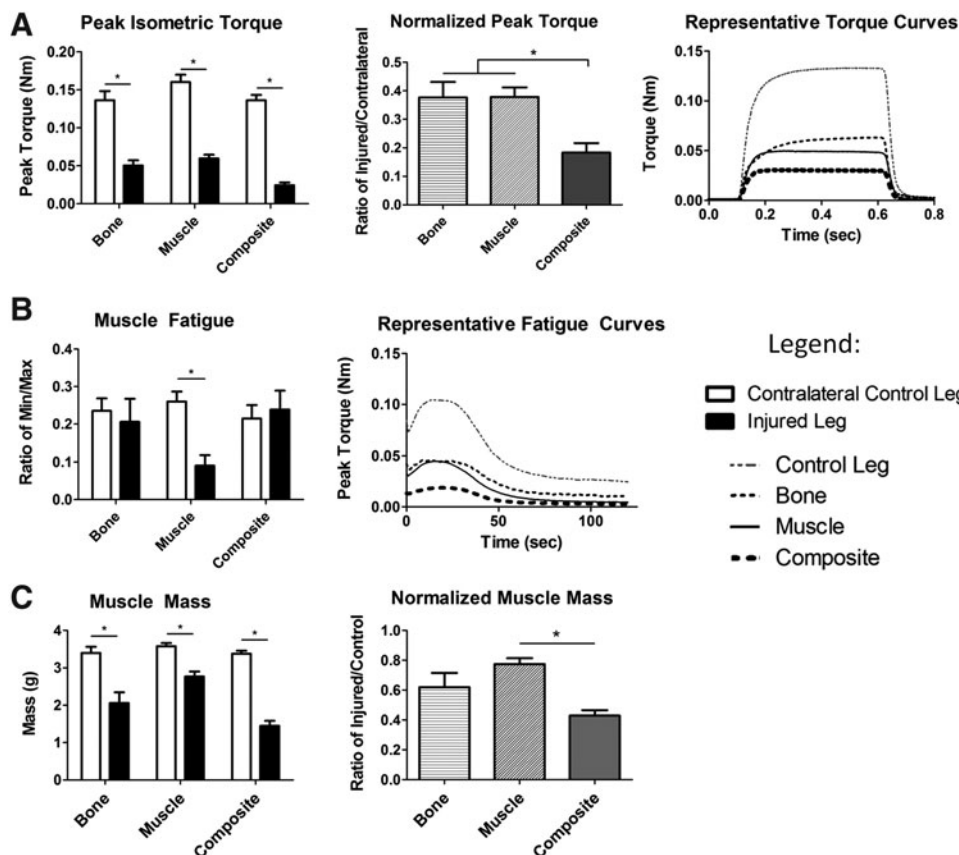 A
Peak Isometric Torque
Peak Torque (Nm)
0.20
0.15
0.10
0.05
0.00
*
*
*
Bone
Muscle
Composite
Normalized Peak Torque
Ratio of Injured/Contralateral
0.5
0.4
0.3
0.2
0.1
0.0
*
Bone
Muscle
Composite
Representative Torque Curves
Torque (Nm)
0.15
0.10
0.05
0.00
0.0 0.2 0.4 0.6 0.8
Time (sec)
B
Muscle Fatigue
Ratio of Min/Max
0.4
0.3
0.2
0.1
0.0
*
Bone
Muscle
Composite
Representative Fatigue Curves
Peak Torque (Nm)
0.15
0.10
0.05
0.00
0 50 100
Time (sec)
Legend:
Contralateral Control Leg
Injured Leg
Control Leg
Bone
Muscle
Composite
C
Muscle Mass
Mass (g)
4
3
2
1
0
*
*
*
Bone
Muscle
Composite
Normalized Muscle Mass
Ratio of Injured/Control
1.0
0.8
0.6
0.4
0.2
0.0
*
Bone
Muscle
Composite